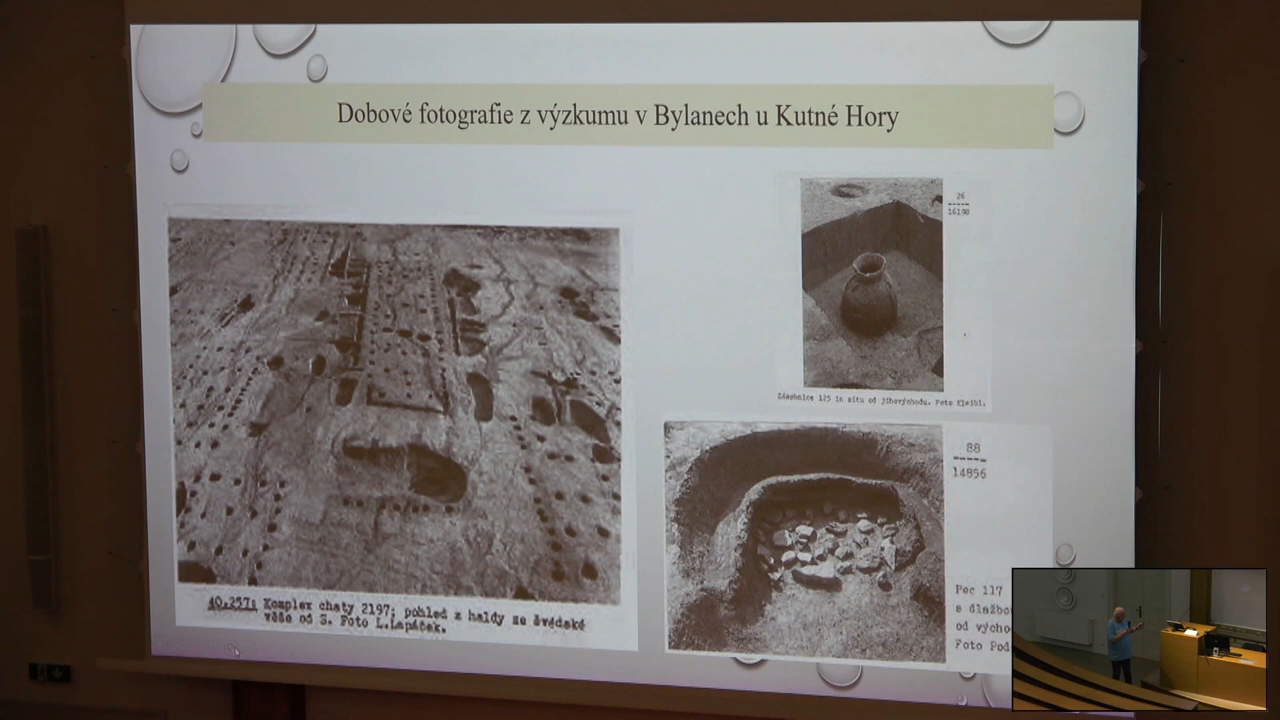 Dobové fotografie z výzkumu v Bylanech u Kutné Hory
26
16190
Zásobnice 125 in situ od jihovýchodu. Foto Kleibl.
88
14856
40.257: Komplex chaty 2197; pohled z haldy ze švédské
věže od S. Foto L.Lapáček.
Pec 117
s dlažbo
od výcho
Foto Pod